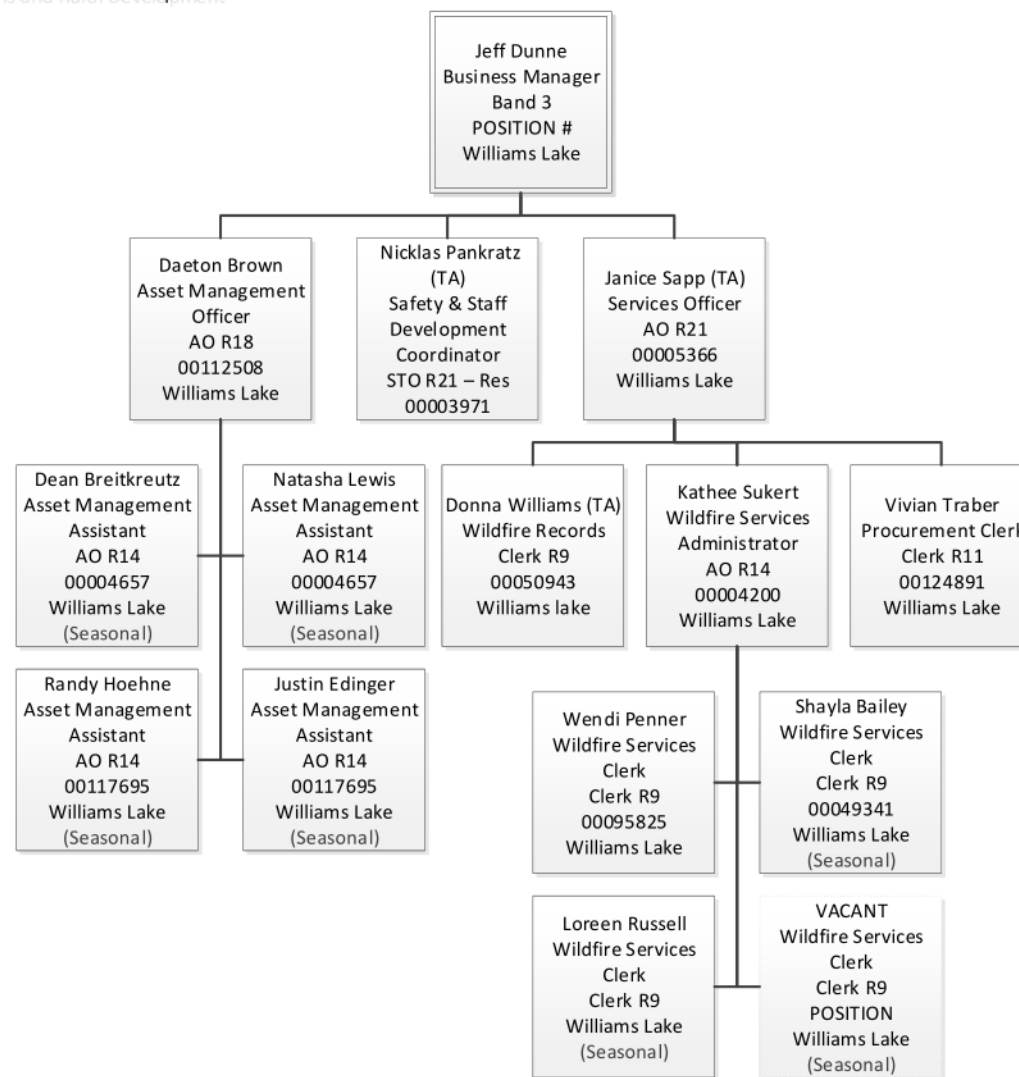 Jeff Dunne
Business Manager
Band 3
POSITION #
Williams Lake
Daeton Brown
Asset Management
Officer
AO R18
00112508
Williams Lake
Nicklas Pankratz
(TA)
Safety & Staff
Development
Coordinator
STO R21 – Res
00003971
Janice Sapp (TA)
Services Officer
AO R21
00005366
Williams Lake
Dean Breitkreutz
Asset Management
Assistant
AO R14
00004657
Williams Lake
(Seasonal)
Natasha Lewis
Asset Management
Assistant
AO R14
00004657
Williams Lake
(Seasonal)
Donna Williams (TA)
Wildfire Records
Clerk R9
00050943
Williams lake
Kathee Sukert
Wildfire Services
Administrator
AO R14
00004200
Williams Lake
Vivian Traber
Procurement Clerk
Clerk R11
00124891
Williams Lake
Randy Hoehne
Asset Management
Assistant
AO R14
00117695
Williams Lake
(Seasonal)
Justin Edinger
Asset Management
Assistant
AO R14
00117695
Williams Lake
(Seasonal)
Wendi Penner
Wildfire Services
Clerk
Clerk R9
00095825
Williams Lake
Shayla Bailey
Wildfire Services
Clerk
Clerk R9
00049341
Williams Lake
(Seasonal)
Loreen Russell
Wildfire Services
Clerk
Clerk R9
Williams Lake
(Seasonal)
VACANT
Wildfire Services
Clerk
Clerk R9
POSITION
Williams Lake
(Seasonal)